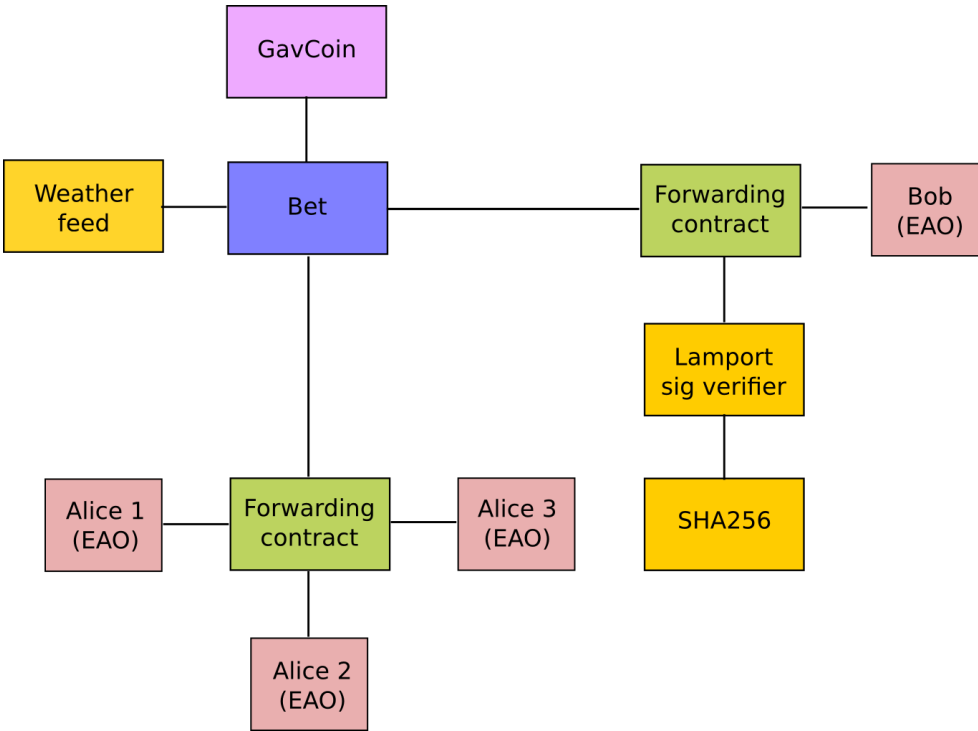 GavCoin
Weather
feed
Bet
Forwarding
contract
Bob
(EAO)
Lamport
sig verifier
Alice 1
(EAO)
Forwarding
contract
Alice 3
(EAO)
SHA256
Alice 2
(EAO)